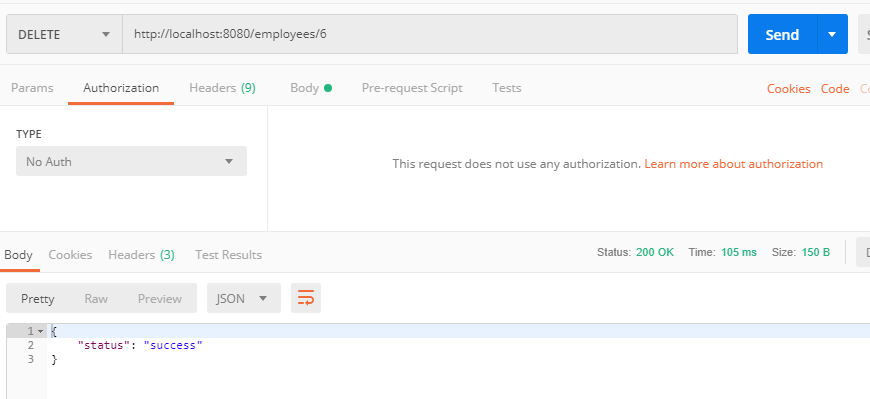 DELETE http://localhost:8080/employees/6 Send
Params Authorization Headers (9) Body Pre-request Script Tests Cookies Code
TYPE
No Auth
This request does not use any authorization. Learn more about authorization
Body Cookies Headers (3) Test Results Status: 200 OK Time: 105 ms Size: 150 B
Pretty Raw Preview JSON
1 {
2 "status": "success"
3 }